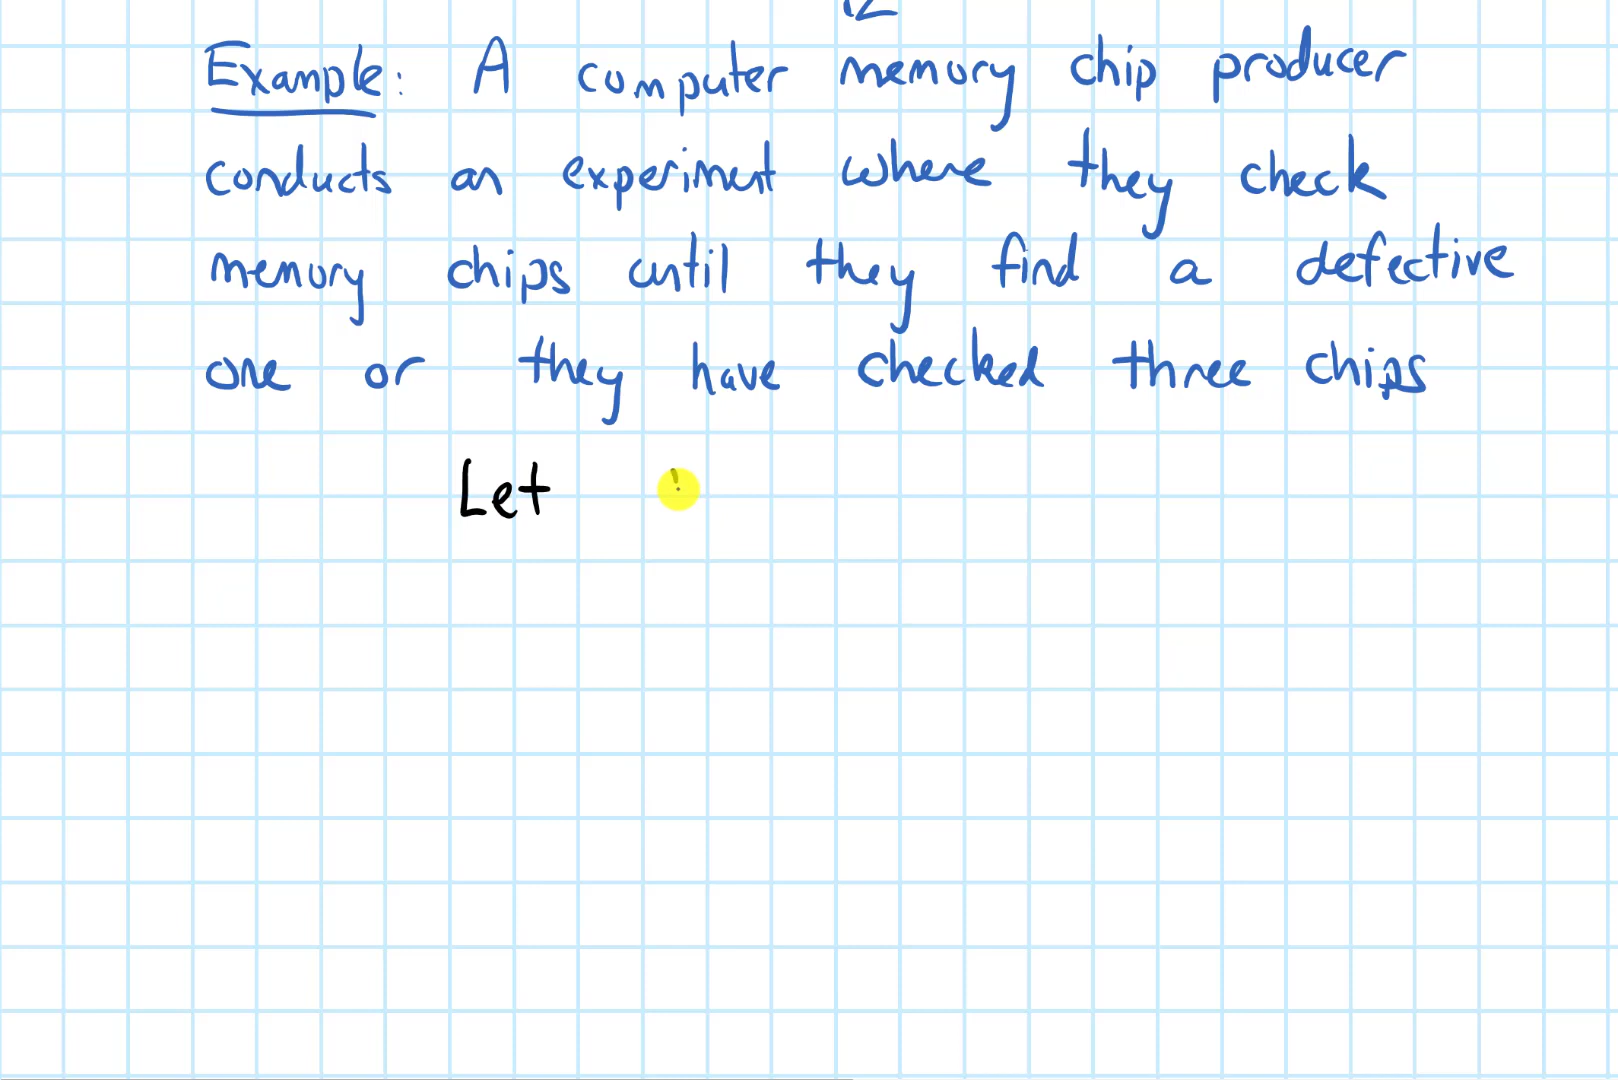 12
Example: A computer memory chip producer
conducts an experiment where they check
memory chips until they find a defective
one or they have checked three chips
Let